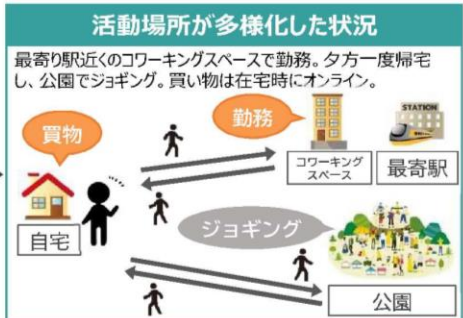 活動場所が多様化した状況
最寄り駅近くのコワーキングスペースで勤務。夕方一度帰宅
し、公園でジョギング。買い物は在宅時にオンライン。
買物
勤務
STATION
コワーキング
スペース
最寄駅
自宅
ジョギング
公園